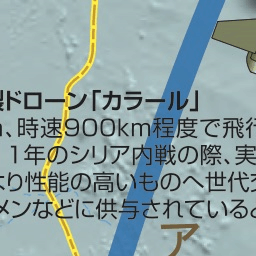 製ドローン「カラール」
、時速900km程度で飛行
1年のシリア内戦の際、実
より性能の高いものへ世代交
メンなどに供与されていると
ア